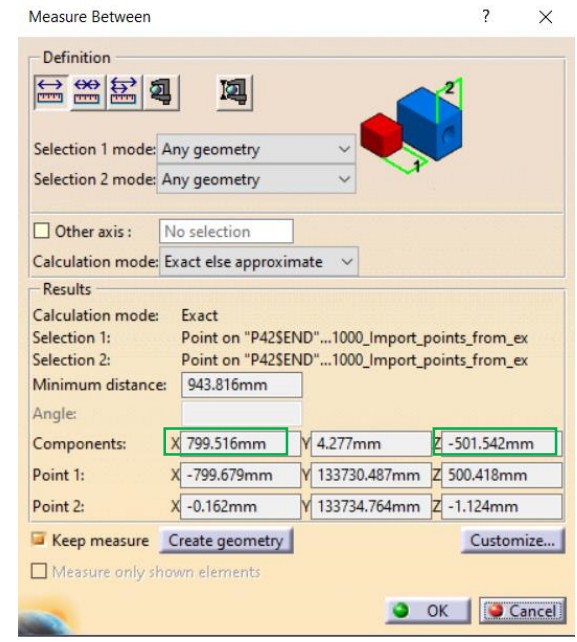 Measure Between ? ×
Definition
2
1
Selection 1 mode: Any geometry
Selection 2 mode: Any geometry
Other axis : No selection
Calculation mode: Exact else approximate
Results
Calculation mode: Exact
Selection 1: Point on "P42$END"...1000_Import_points_from_ex
Selection 2: Point on "P42$END"...1000_Import_points_from_ex
Minimum distance: 943.816mm
Angle:
Components: X 799.516mm Y 4.277mm Z -501.542mm
Point 1: X -799.679mm Y 133730.487mm Z 500.418mm
Point 2: X -0.162mm Y 133734.764mm Z -1.124mm
Keep measure Create geometry Customize...
Measure only shown elements
OK Cancel